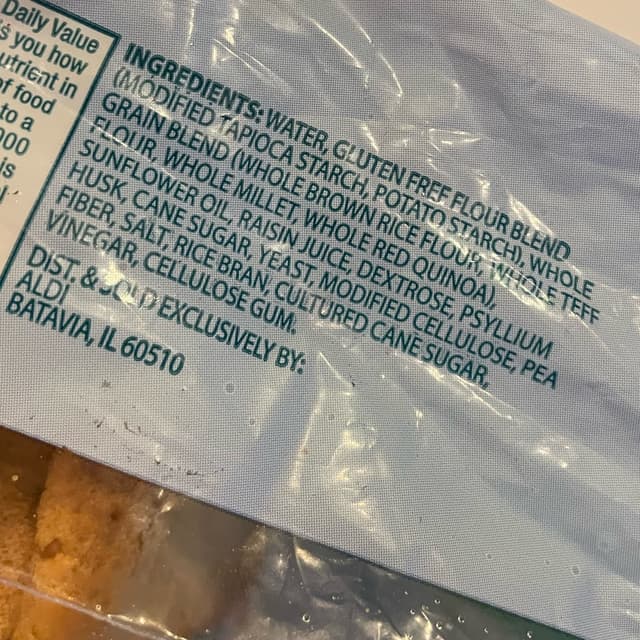 Daily Value
s you how
utrient in
of food
to a
000
is
INGREDIENTS: WATER, GLUTEN FREE FLOUR BLEND
(MODIFIED TAPIOCA STARCH, POTATO STARCH), WHOLE
GRAIN BLEND (WHOLE BROWN RICE FLOUR, WHOLE TEFF
FLOUR, WHOLE MILLET, WHOLE RED QUINOA),
SUNFLOWER OIL, RAISIN JUICE, DEXTROSE, PSYLLIUM
HUSK, CANE SUGAR, YEAST, MODIFIED CELLULOSE, PEA
FIBER, SALT, RICE BRAN, CULTURED CANE SUGAR,
VINEGAR, CELLULOSE GUM.
DIST. & SOLD EXCLUSIVELY BY:
ALDI
BATAVIA, IL 60510